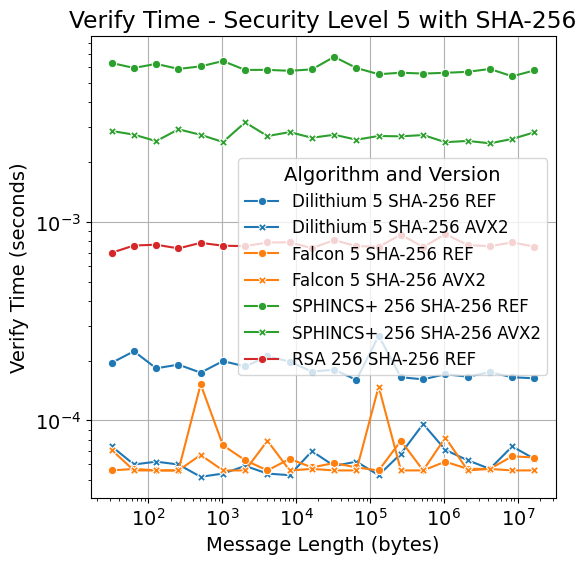 Verify Time - Security Level 5 with SHA-256
Verify Time (seconds)
10⁻³
10⁻⁴
Algorithm and Version
Dilithium 5 SHA-256 REF
Dilithium 5 SHA-256 AVX2
Falcon 5 SHA-256 REF
Falcon 5 SHA-256 AVX2
SPHINCS+ 256 SHA-256 REF
SPHINCS+ 256 SHA-256 AVX2
RSA 256 SHA-256 REF
10² 10³ 10⁴ 10⁵ 10⁶ 10⁷
Message Length (bytes)